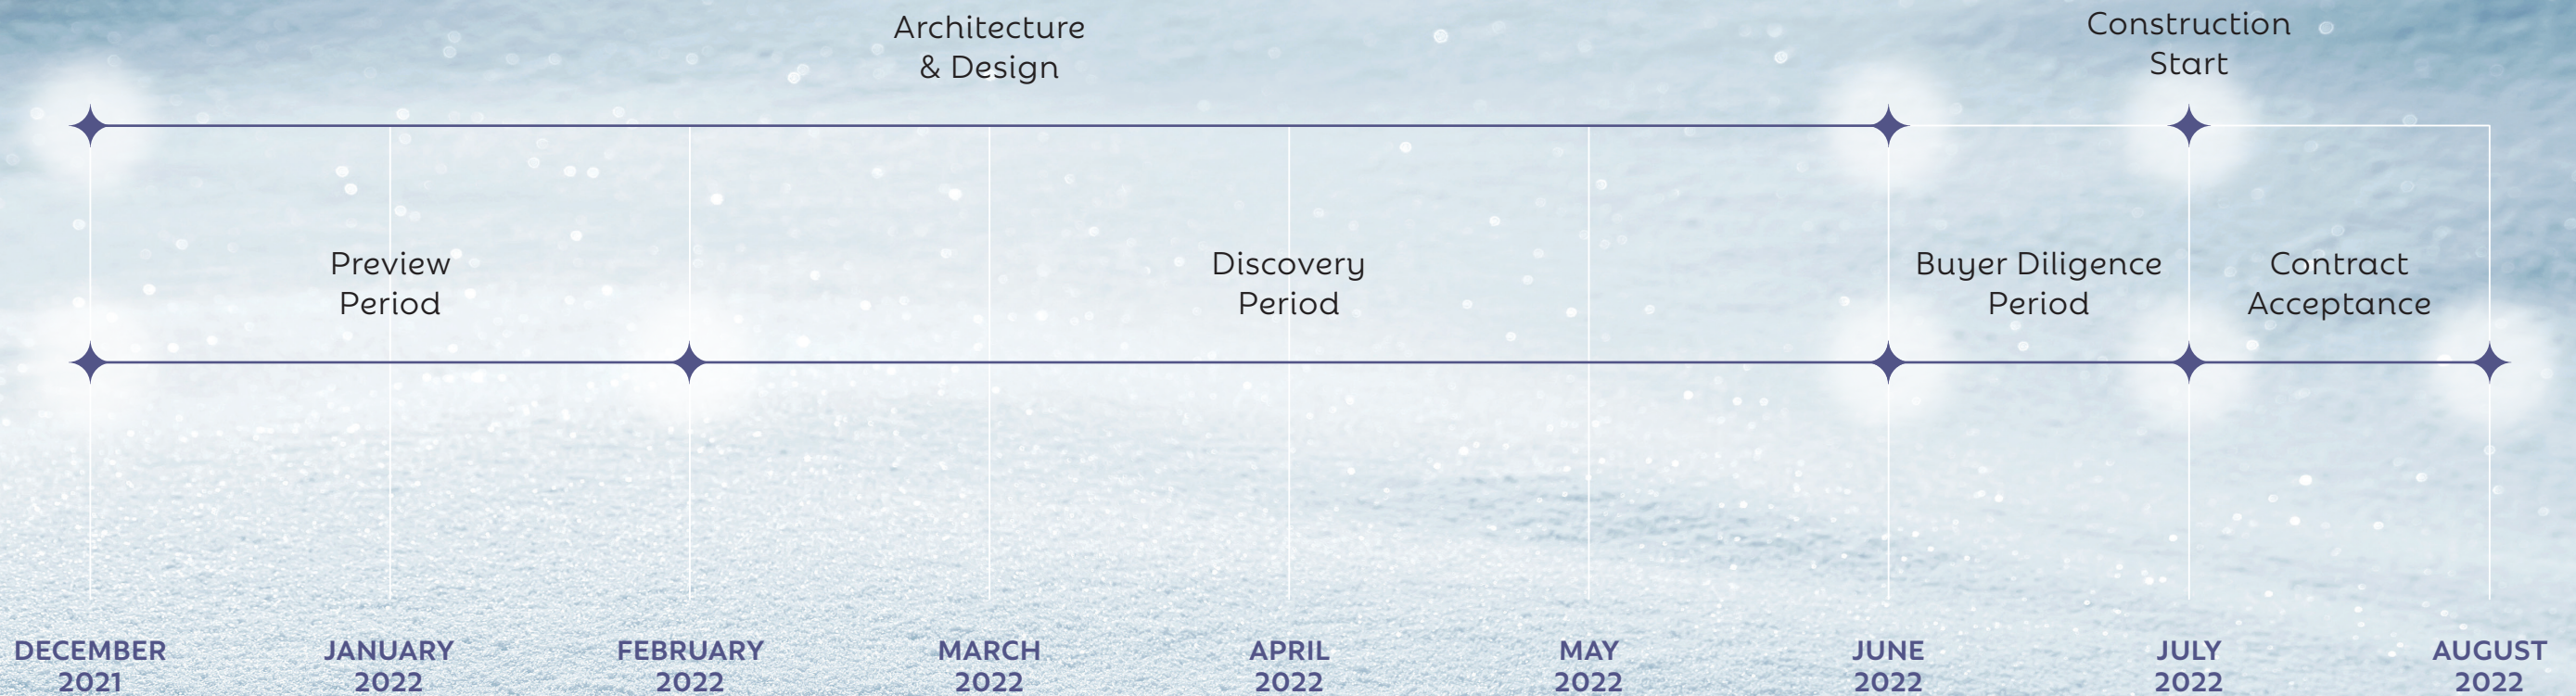 Architecture
& Design
Construction
Start
Preview
Period
Discovery
Period
Buyer Diligence
Period
Contract
Acceptance
DECEMBER
2021
JANUARY
2022
FEBRUARY
2022
MARCH
2022
APRIL
2022
MAY
2022
JUNE
2022
JULY
2022
AUGUST
2022